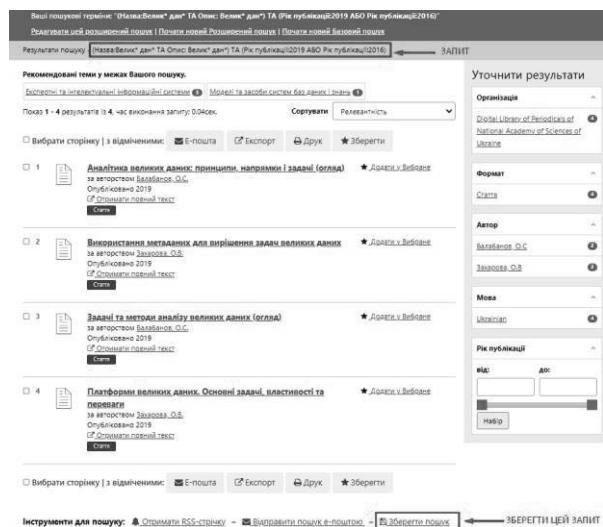 Ваші пошукові терміни: "(Назва:Велик* дан* ТА Опис: Велик* дан*) ТА (Рік публікації:2019 АБО Рік публікації:2016)"
Редагувати цей розширений пошук | Почати новий Розширений пошук | Почати новий Базовий пошук
Результати пошуку - (Назва:Велик* дан* ТА Опис: Велик* дан*) ТА (Рік публікації:2019 АБО Рік публікації:2016)
ЗАПИТ
Рекомендовані теми у межах Вашого пошуку.
Експертні та інтелектуальні інформаційні системи Моделі та засоби систем баз даних і знань
Показ 1 - 4 результатів із 4, час виконання запиту: 0.04сек.
Сортувати Релевантність
Вибрати сторінку | з відміченими: Е-пошта Експорт Друк Зберегти
1 Аналітика великих даних: принципи, напрямки і задачі (огляд)
Додати у Вибране
за авторством Балабанов, О.С.
Опубліковано 2019
Отримати повний текст
Стаття
2 Використання метаданих для вирішення задач великих даних
Додати у Вибране
за авторством Захарова, О.В.
Опубліковано 2019
Отримати повний текст
Стаття
3 Задачі та методи аналізу великих даних (огляд)
Додати у Вибране
за авторством Балабанов, О.С.
Опубліковано 2019
Отримати повний текст
Стаття
4 Платформи великих даних. Основні задачі, властивості та
переваги
Додати у Вибране
за авторством Захарова, О.В.
Опубліковано 2019
Отримати повний текст
Стаття
Вибрати сторінку | з відміченими: Е-пошта Експорт Друк Зберегти
Інструменти для пошуку: Отримати RSS-стрічку – Відправити пошук е-поштою – Зберегти пошук
ЗБЕРЕГТИ ЦЕЙ ЗАПИТ
Уточнити результати
Організація
Digital Library of Periodicals of
National Academy of Sciences of
Ukraine
4
Формат
Стаття 4
Автор
Балабанов, О.С 2
Захарова, О.В 2
Мова
Ukrainian 4
Рік публікації
від: до:
Набір